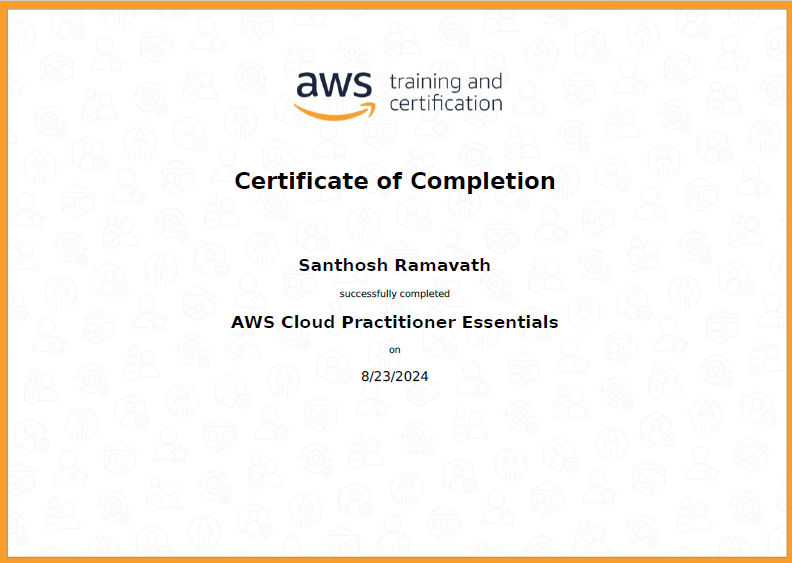 aws training and
certification
Certificate of Completion
Santhosh Ramavath
successfully completed
AWS Cloud Practitioner Essentials
on
8/23/2024